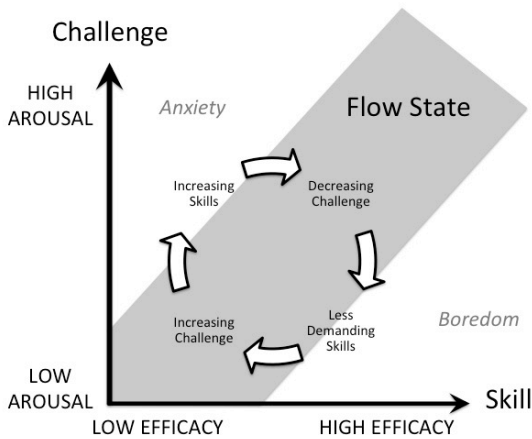 Challenge
HIGH
AROUSAL
Anxiety
Flow State
Increasing
Skills
Decreasing
Challenge
Increasing
Challenge
Less
Demanding
Skills
Boredom
LOW
AROUSAL
Skill
LOW EFFICACY
HIGH EFFICACY